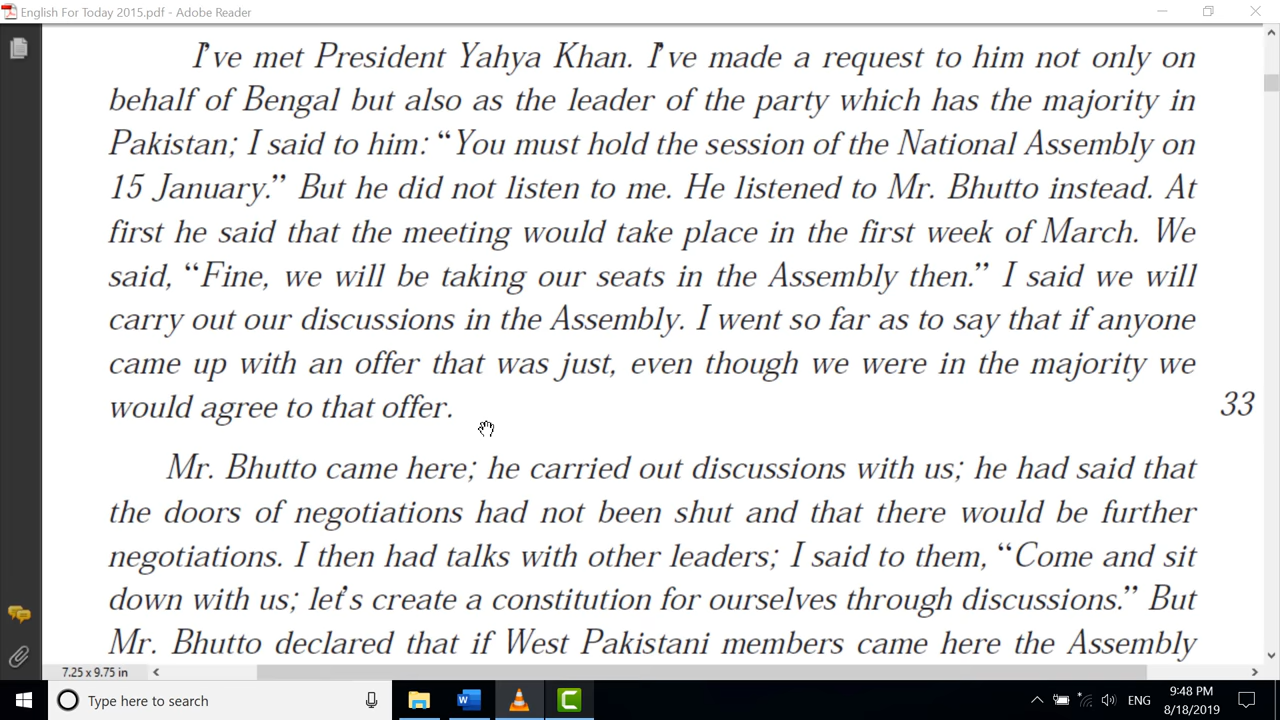 English For Today 2015.pdf - Adobe Reader
I've met President Yahya Khan. I've made a request to him not only on
behalf of Bengal but also as the leader of the party which has the majority in
Pakistan; I said to him: “You must hold the session of the National Assembly on
15 January.” But he did not listen to me. He listened to Mr. Bhutto instead. At
first he said that the meeting would take place in the first week of March. We
said, “Fine, we will be taking our seats in the Assembly then.” I said we will
carry out our discussions in the Assembly. I went so far as to say that if anyone
came up with an offer that was just, even though we were in the majority we
would agree to that offer.
33
Mr. Bhutto came here; he carried out discussions with us; he had said that
the doors of negotiations had not been shut and that there would be further
negotiations. I then had talks with other leaders; I said to them, “Come and sit
down with us; let's create a constitution for ourselves through discussions.” But
Mr. Bhutto declared that if West Pakistani members came here the Assembly
7.25 x 9.75 in
Type here to search
ENG
9:48 PM
8/18/2019